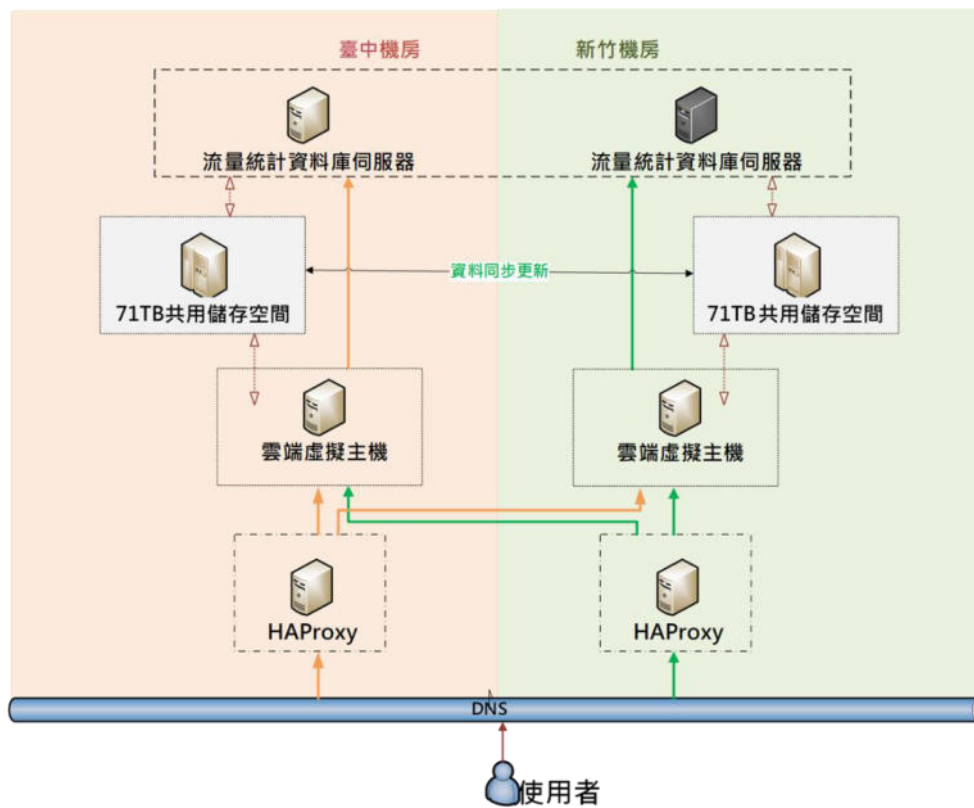 臺中機房
新竹機房
流量統計資料庫伺服器
流量統計資料庫伺服器
資料同步更新
71TB共用儲存空間
71TB共用儲存空間
雲端虛擬主機
雲端虛擬主機
HAProxy
HAProxy
DNS
使用者